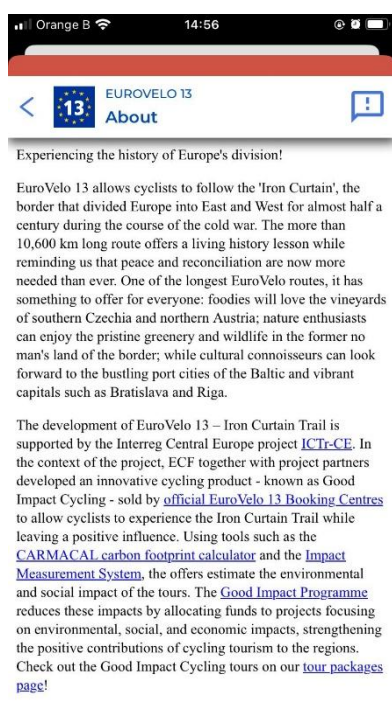 Orange B 14:56
EUROVELO 13
13
About
Experiencing the history of Europe's division!
EuroVelo 13 allows cyclists to follow the 'Iron Curtain', the
border that divided Europe into East and West for almost half a
century during the course of the cold war. The more than
10,600 km long route offers a living history lesson while
reminding us that peace and reconciliation are now more
needed than ever. One of the longest EuroVelo routes, it has
something to offer for everyone: foodies will love the vineyards
of southern Czechia and northern Austria; nature enthusiasts
can enjoy the pristine greenery and wildlife in the former no
man's land of the border; while cultural connoisseurs can look
forward to the bustling port cities of the Baltic and vibrant
capitals such as Bratislava and Riga.
The development of EuroVelo 13 – Iron Curtain Trail is
supported by the Interreg Central Europe project ICTr-CE. In
the context of the project, ECF together with project partners
developed an innovative cycling product - known as Good
Impact Cycling - sold by official EuroVelo 13 Booking Centres
to allow cyclists to experience the Iron Curtain Trail while
leaving a positive influence. Using tools such as the
CARMACAL carbon footprint calculator and the Impact
Measurement System, the offers estimate the environmental
and social impact of the tours. The Good Impact Programme
reduces these impacts by allocating funds to projects focusing
on environmental, social, and economic impacts, strengthening
the positive contributions of cycling tourism to the regions.
Check out the Good Impact Cycling tours on our tour packages
page!